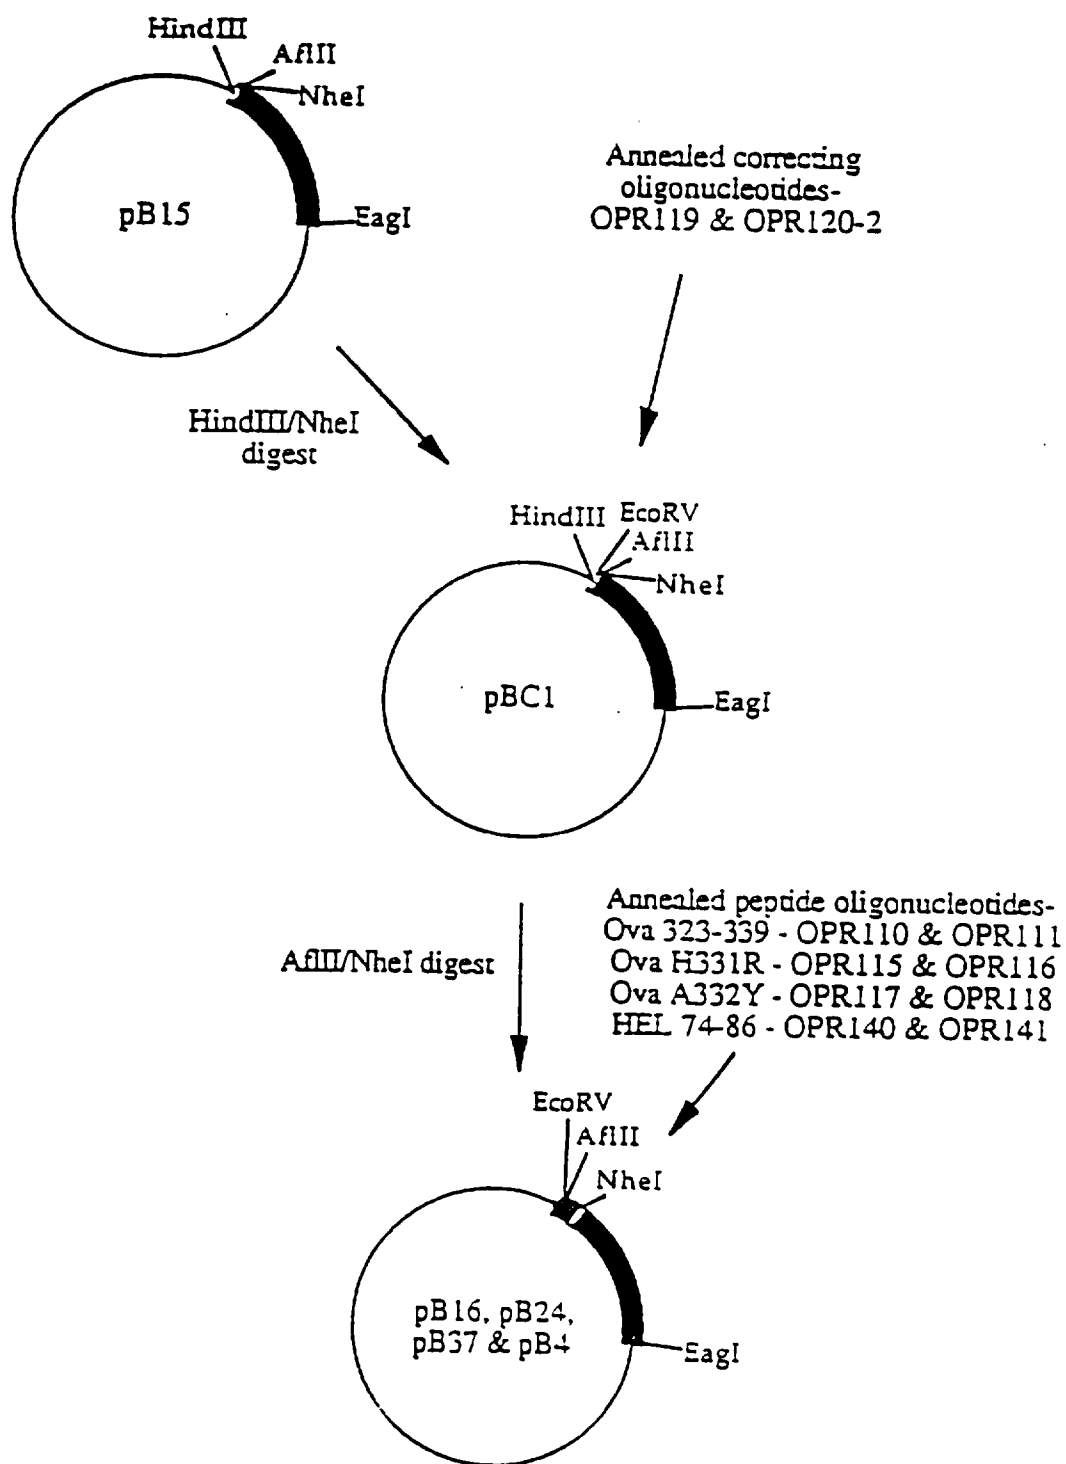 HindIII
AflII
NheI
pB15
EagI
Annealed correcting
oligonucleotides-
OPR119 & OPR120-2
HindIII/NheI
digest
HindIII
EcoRV
AflII
NheI
pBC1
EagI
AflII/NheI digest
Annealed peptide oligonucleotides-
Ova 323-339 - OPR110 & OPR111
Ova H331R - OPR115 & OPR116
Ova A332Y - OPR117 & OPR118
HEL 74-86 - OPR140 & OPR141
EcoRV
AflII
NheI
pB16, pB24,
pB37 & pB4
EagI